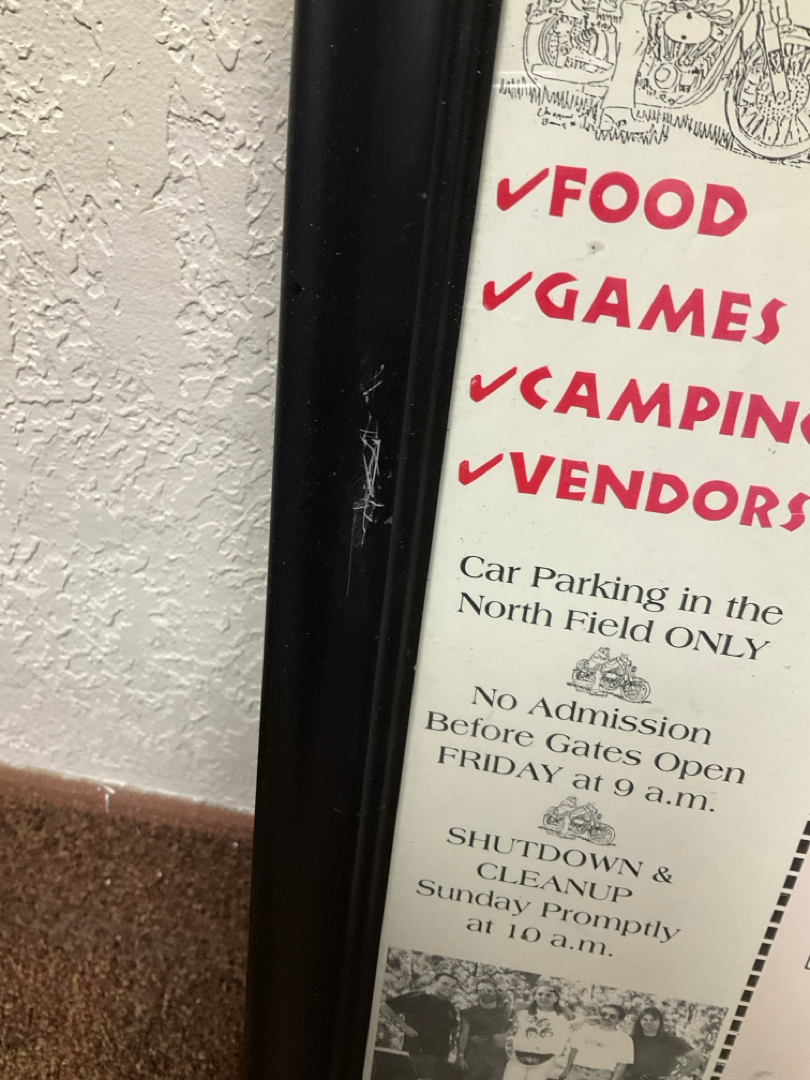 ✓FOOD
✓GAMES
✓CAMPING
✓VENDORS
Car Parking in the
North Field ONLY
No Admission
Before Gates Open
FRIDAY at 9 a.m.
SHUTDOWN &
CLEANUP
Sunday Promptly
at 10 a.m.